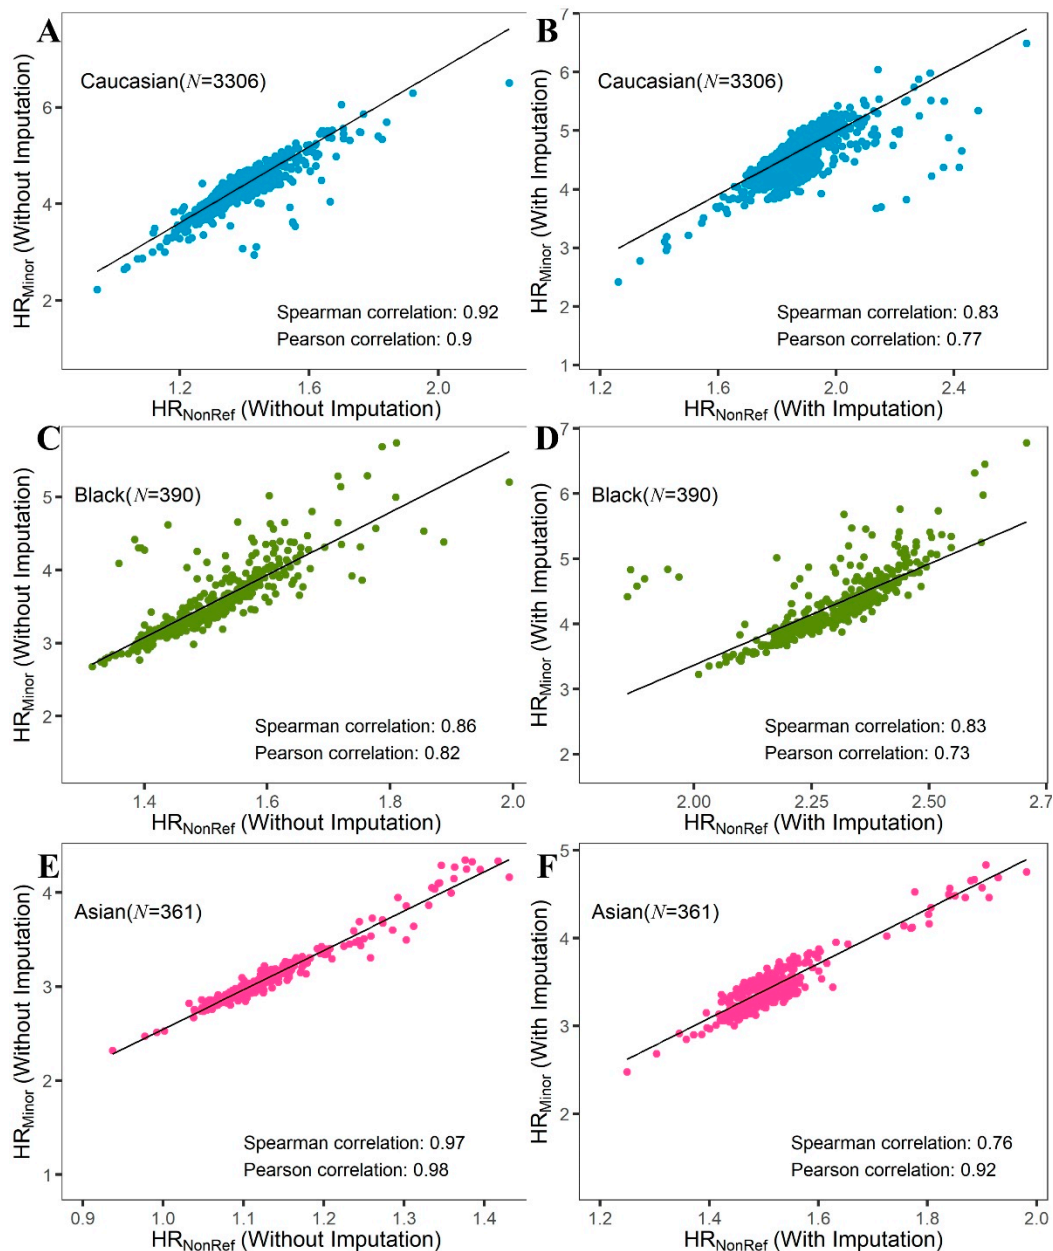 A
HRMinor (Without Imputation)
6
4
2
Caucasian(N=3306)
Spearman correlation: 0.92
Pearson correlation: 0.9
1.2 1.6 2.0
HRNonRef (Without Imputation)
B
HRMinor (With Imputation)
7
6
5
4
3
2
1
Caucasian(N=3306)
Spearman correlation: 0.83
Pearson correlation: 0.77
1.2 1.6 2.0 2.4
HRNonRef (With Imputation)
C
HRMinor (Without Imputation)
5
4
3
2
Black(N=390)
Spearman correlation: 0.86
Pearson correlation: 0.82
1.4 1.6 1.8 2.0
HRNonRef (Without Imputation)
D
HRMinor (With Imputation)
7
6
5
4
3
2
Black(N=390)
Spearman correlation: 0.83
Pearson correlation: 0.73
2.00 2.25 2.50 2.7
HRNonRef (With Imputation)
E
HRMinor (Without Imputation)
4
3
2
1
Asian(N=361)
Spearman correlation: 0.97
Pearson correlation: 0.98
0.9 1.0 1.1 1.2 1.3 1.4
HRNonRef (Without Imputation)
F
HRMinor (With Imputation)
5
4
3
2
Asian(N=361)
Spearman correlation: 0.76
Pearson correlation: 0.92
1.2 1.4 1.6 1.8 2.0
HRNonRef (With Imputation)